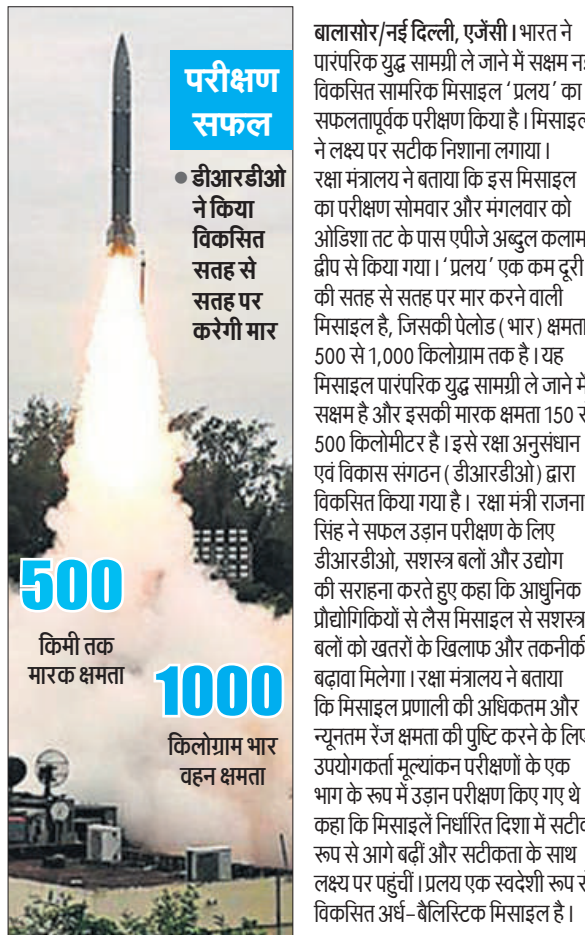 परीक्षण
सफल
● डीआरडीओ
ने किया
विकसित
सतह से
सतह पर
करेगी मार
500
किमी तक
मारक क्षमता
1000
किलोग्राम भार
वहन क्षमता
बालासोर/नई दिल्ली, एजेंसी। भारत ने
पारंपरिक युद्ध सामग्री ले जाने में सक्षम
विकसित सामरिक मिसाइल ‘प्रलय’ का
सफलतापूर्वक परीक्षण किया है। मिसाइल
ने लक्ष्य पर सटीक निशाना लगाया।
रक्षा मंत्रालय ने बताया कि इस मिसाइल
का परीक्षण सोमवार और मंगलवार को
ओडिशा तट के पास एपीजे अब्दुल कलाम
द्वीप से किया गया। ‘प्रलय’ एक कम दूरी
की सतह से सतह पर मार करने वाली
मिसाइल है, जिसकी पेलोड (भार) क्षमता
500 से 1,000 किलोग्राम तक है। यह
मिसाइल पारंपरिक युद्ध सामग्री ले जाने में
सक्षम है और इसकी मारक क्षमता 150
500 किलोमीटर है। इसे रक्षा अनुसंधान
एवं विकास संगठन (डीआरडीओ) द्वारा
विकसित किया गया है। रक्षा मंत्री राजना
सिंह ने सफल उड़ान परीक्षण के लिए
डीआरडीओ, सशस्त्र बलों और उद्योग
की सराहना करते हुए कहा कि आधुनिक
प्रौद्योगिकियों से लैस मिसाइल से सशस्त्र
बलों को खतरों के खिलाफ और तकनीकी
बढ़ावा मिलेगा। रक्षा मंत्रालय ने बताया
कि मिसाइल प्रणाली की अधिकतम और
न्यूनतम रेंज क्षमता की पुष्टि करने के लिए
उपयोगकर्ता मूल्यांकन परीक्षणों के एक
भाग के रूप में उड़ान परीक्षण किए गए थे
कहा कि मिसाइलें निर्धारित दिशा में सटीक
रूप से आगे बढ़ीं और सटीकता के साथ
लक्ष्य पर पहुंचीं। प्रलय एक स्वदेशी रूप
विकसित अर्ध-बैलिस्टिक मिसाइल है।